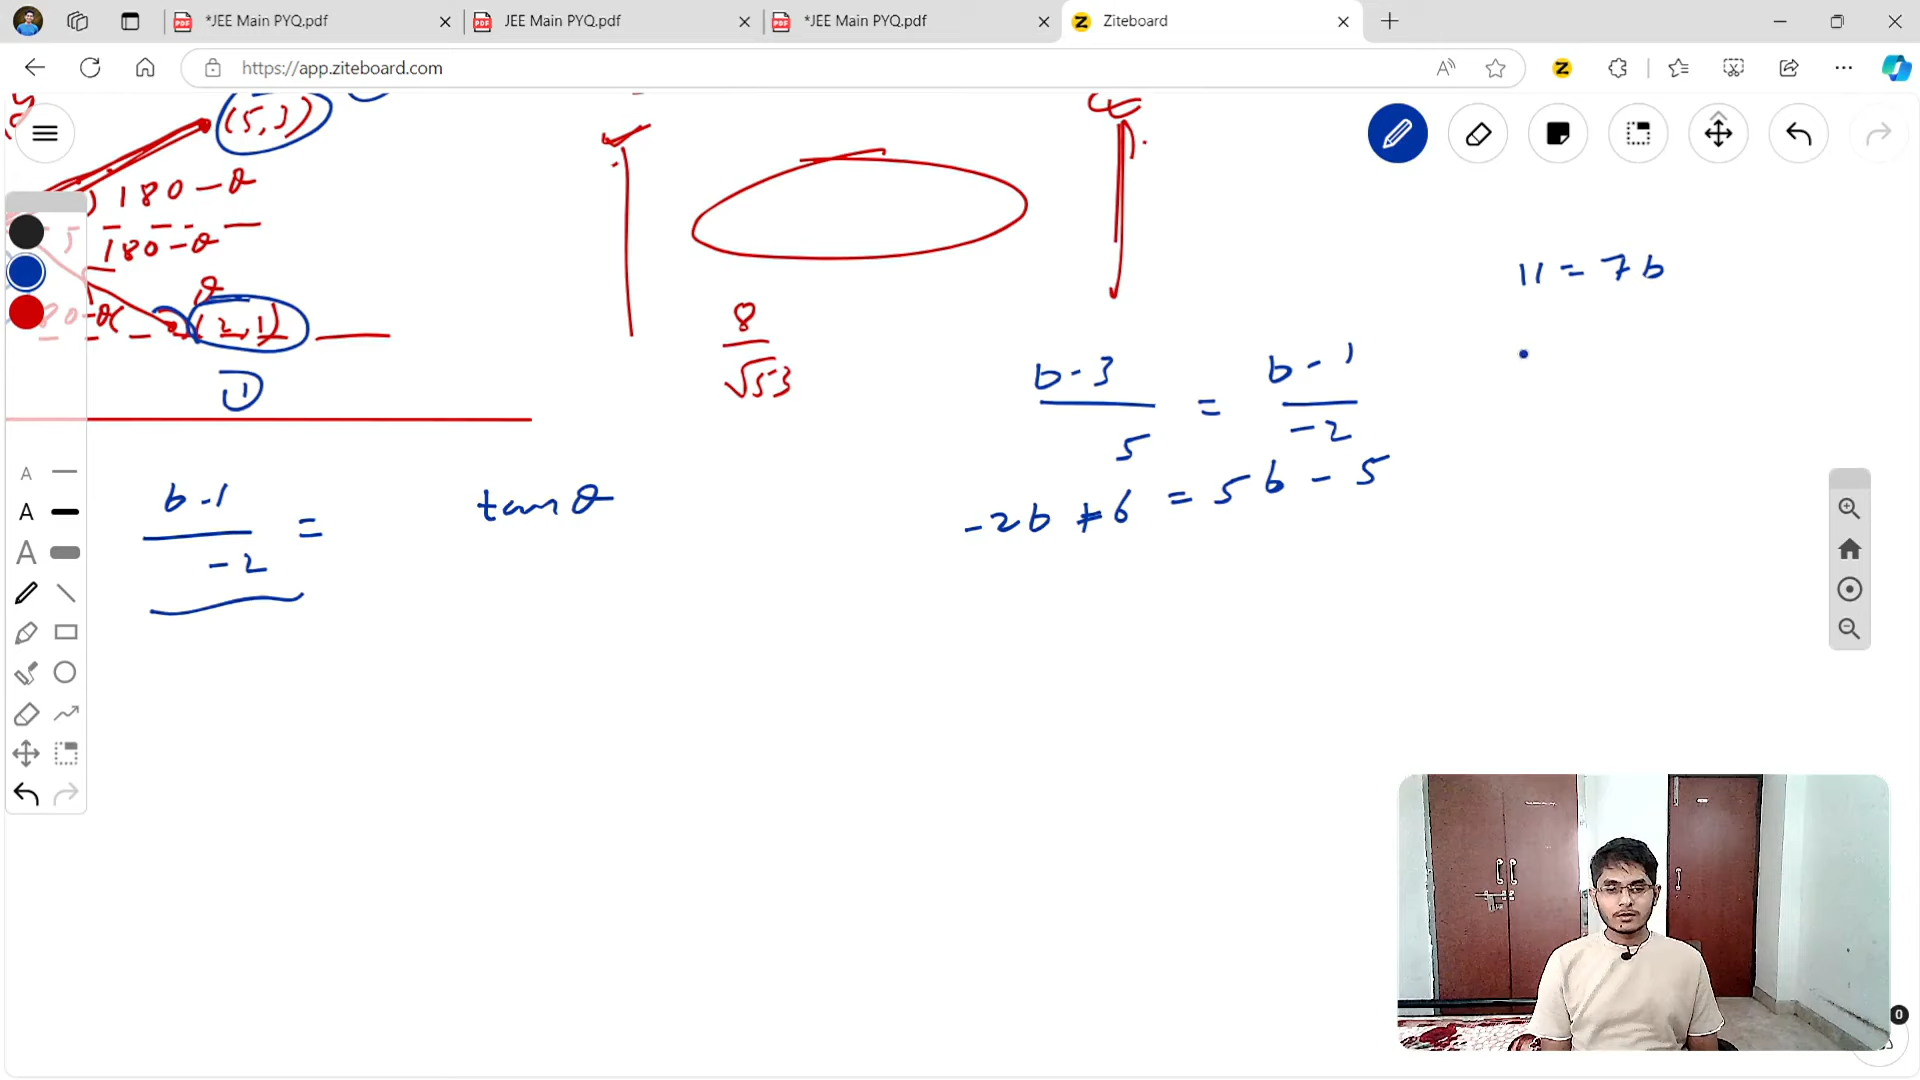 *JEE Main PYQ.pdf
JEE Main PYQ.pdf
*JEE Main PYQ.pdf
Ziteboard
https://app.ziteboard.com
(5,3)
180-θ
180-θ
θ
(2,1)
1
8
√53
11 = 7b
b-3 = b-1
5 -2
-2b+6 = 5b-5
b-1 =
-2
tanθ
A
A
A
0